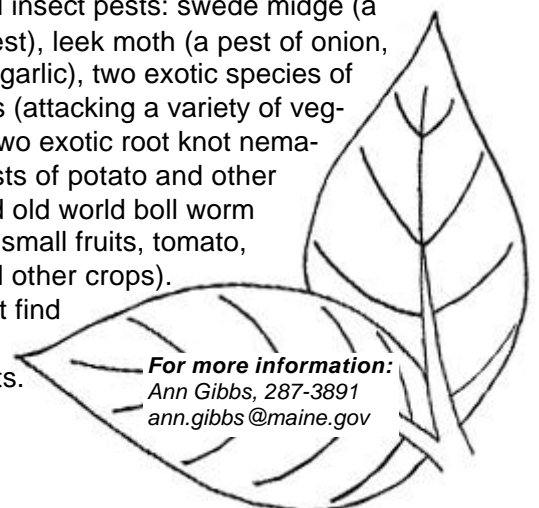 insect pests: swede midge (a
est), leek moth (a pest of onion,
garlic), two exotic species of
s (attacking a variety of veg-
wo exotic root knot nema-
sts of potato and other
d old world boll worm
small fruits, tomato,
d other crops).
t find
ts.
For more information:
Ann Gibbs, 287-3891
ann.gibbs@maine.gov